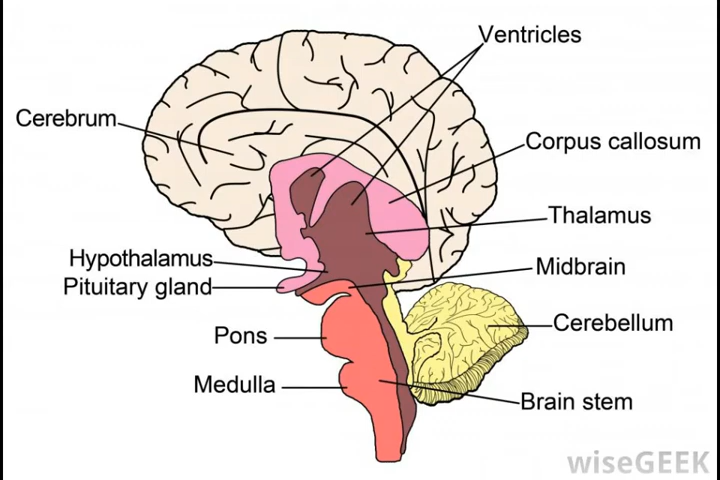 Ventricles
Cerebrum
Corpus callosum
Thalamus
Hypothalamus
Midbrain
Pituitary gland
Cerebellum
Pons
Medulla
Brain stem
wiseGEEK